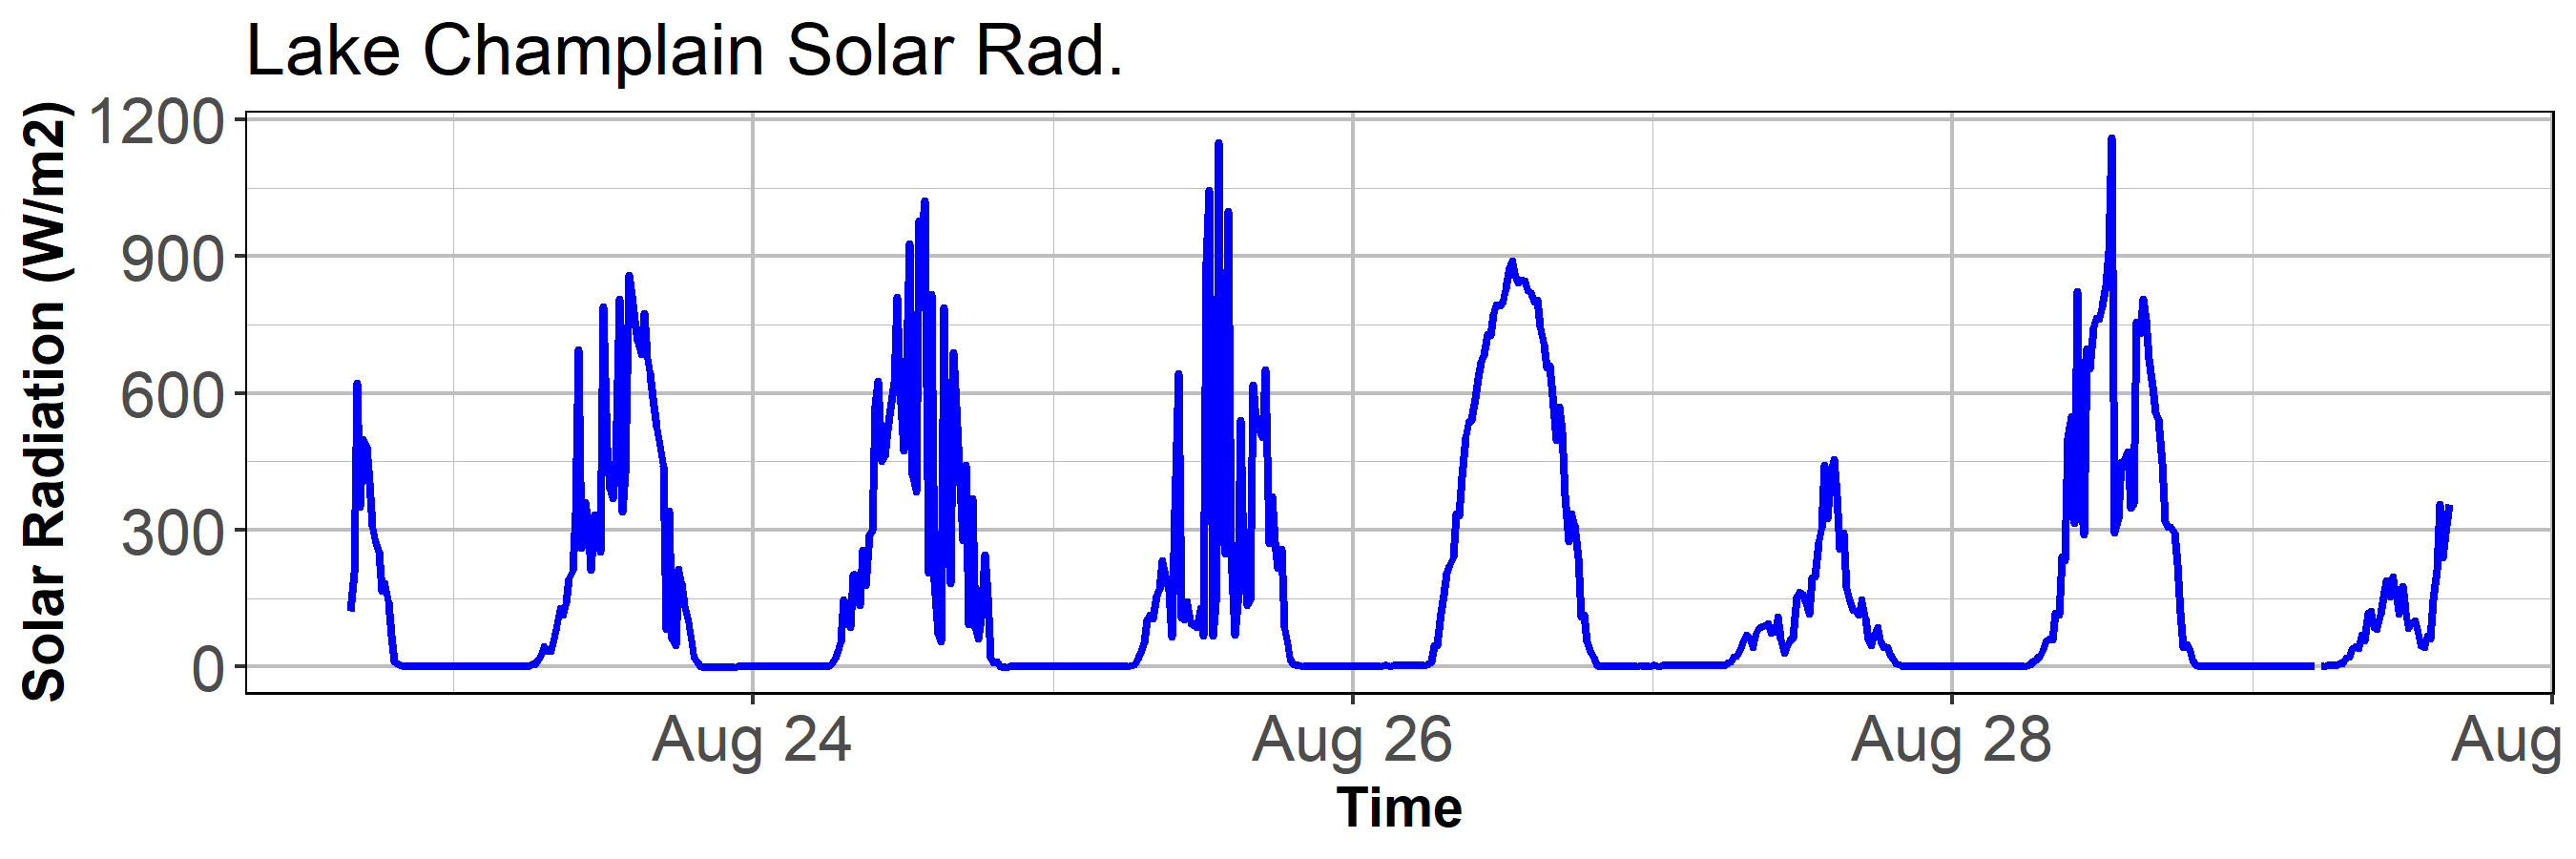 Lake Champlain Solar Rad.
Solar Radiation (W/m2)
1200
900
600
300
0
Aug 24
Aug 26
Aug 28
Aug
Time